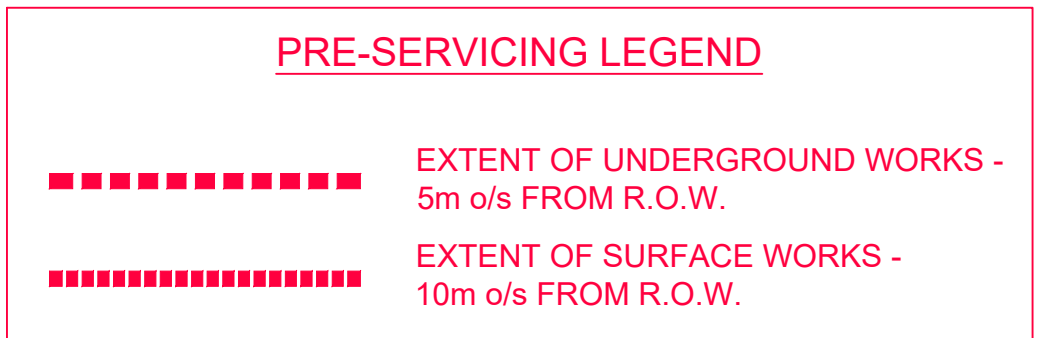 PRE-SERVICING LEGEND
EXTENT OF UNDERGROUND WORKS -
5m o/s FROM R.O.W.
EXTENT OF SURFACE WORKS -
10m o/s FROM R.O.W.